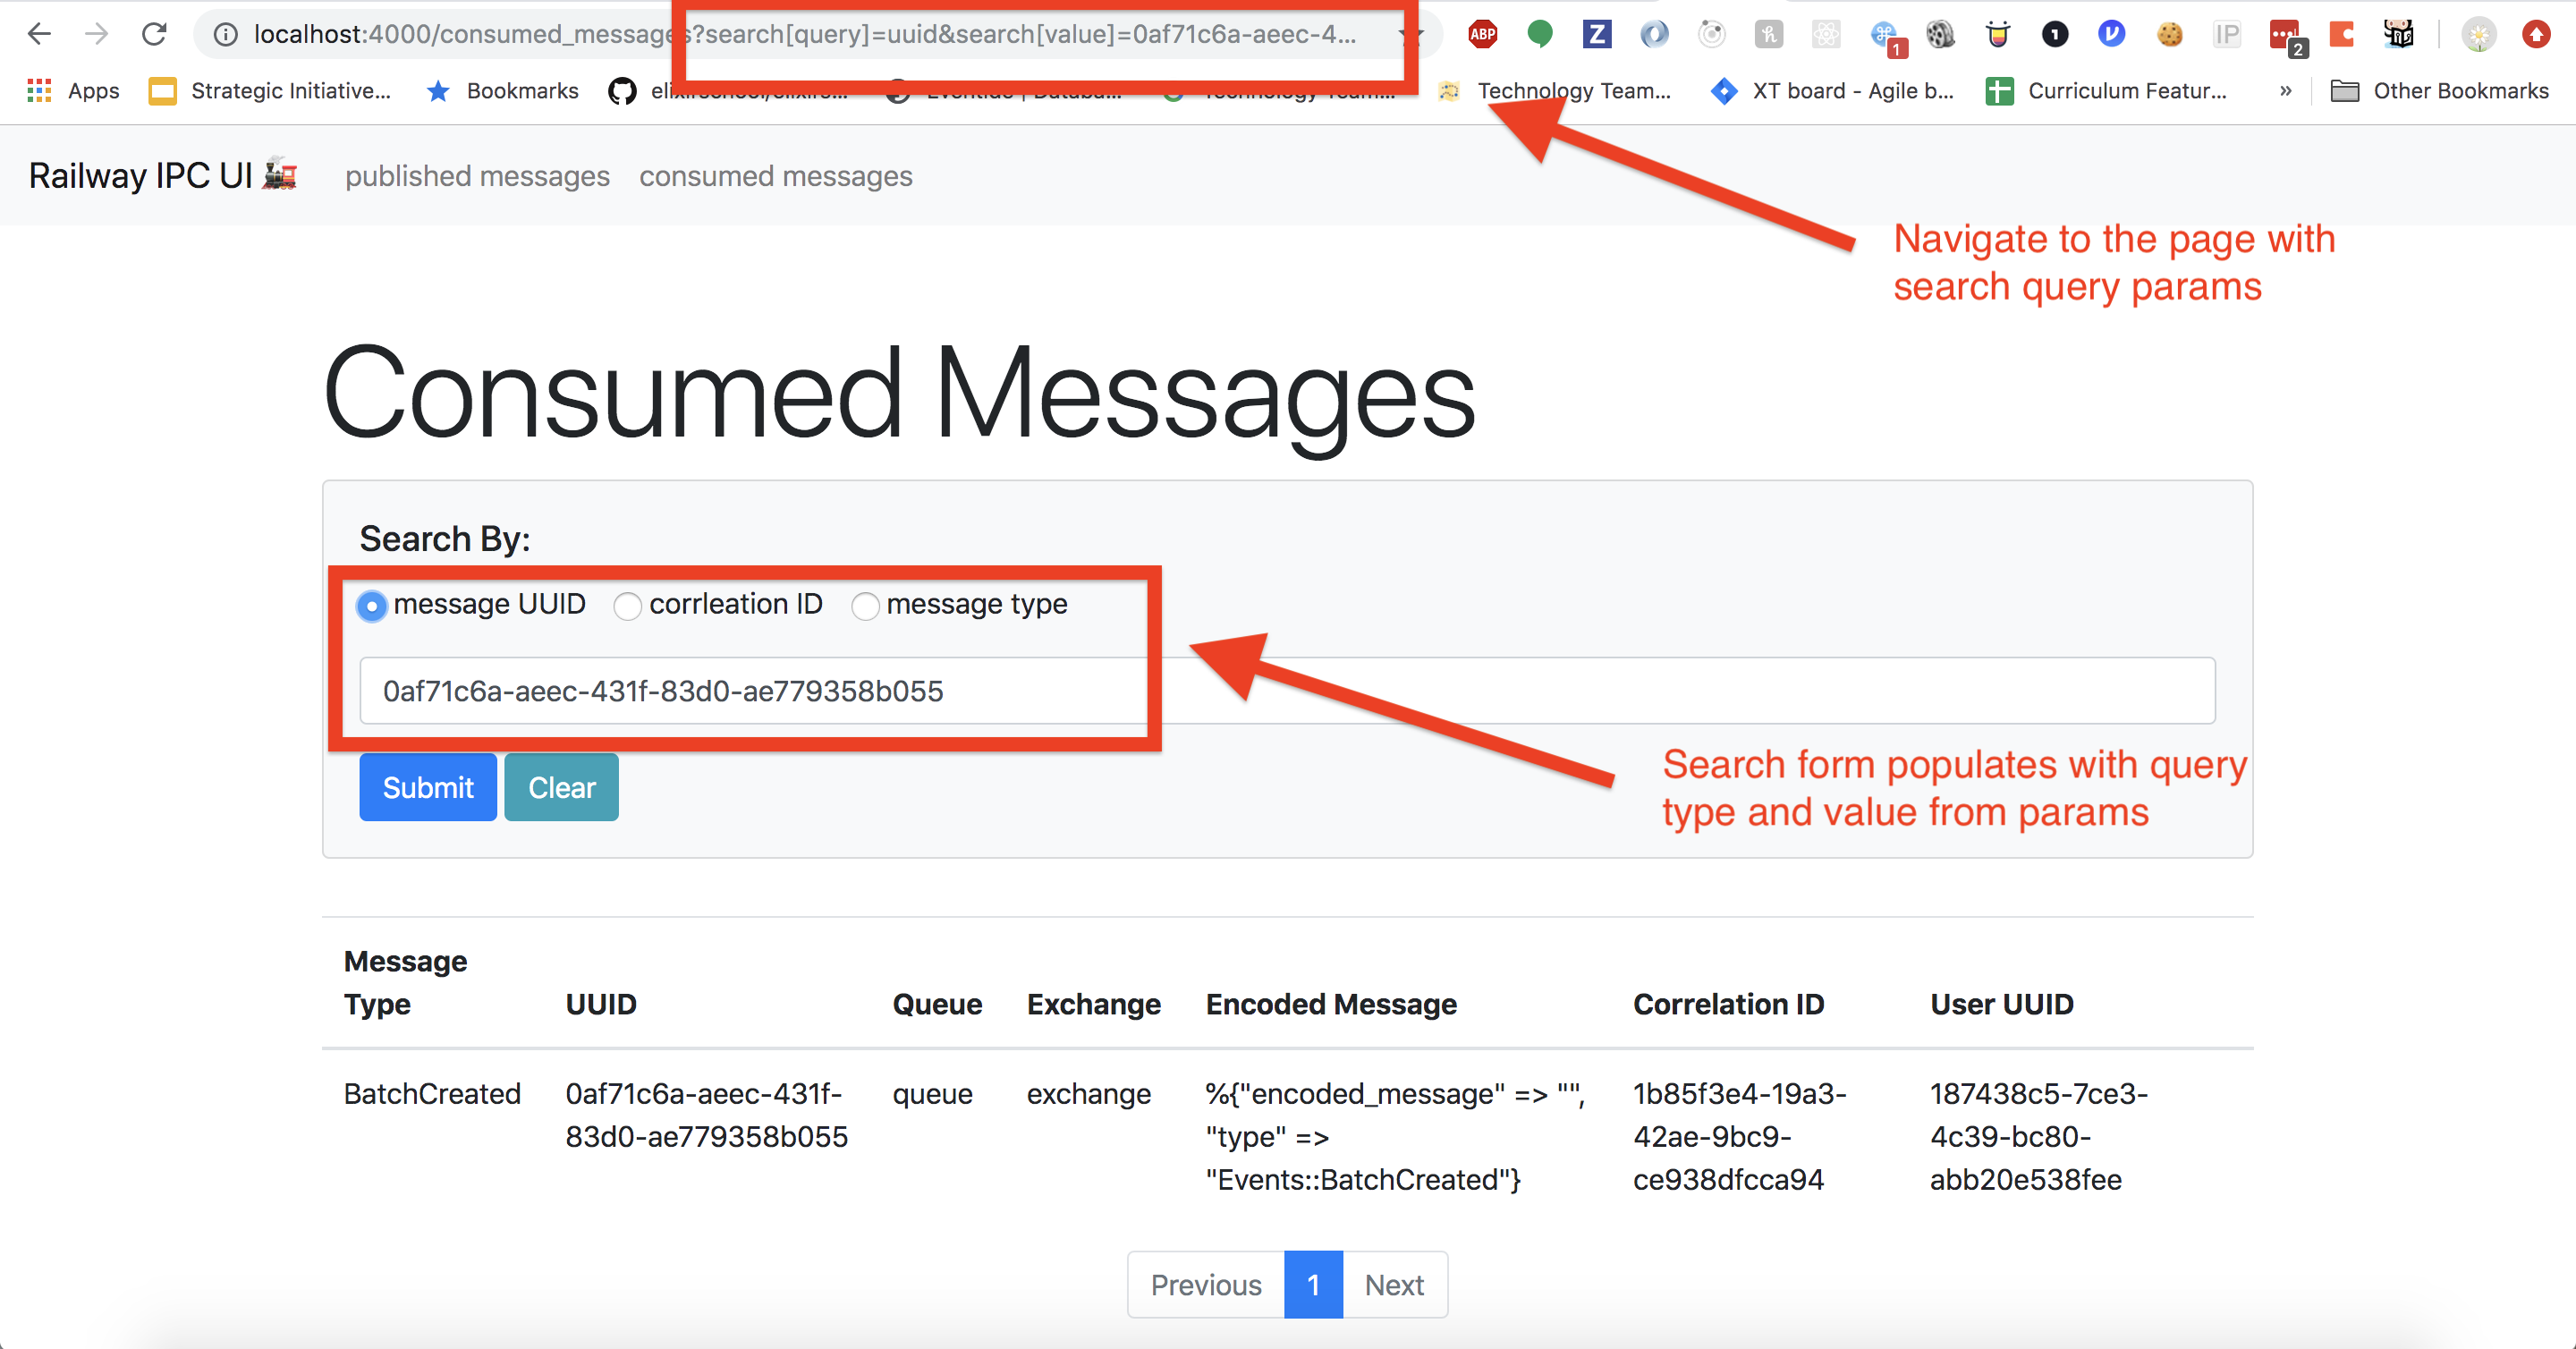 localhost:4000/consumed_messages?search[query]=uuid&search[value]=0af71c6a-aeec-4...
ABP
Z
1
IP
2
Apps
Strategic Initiative...
Bookmarks
Technology Team...
XT board - Agile b...
Curriculum Featur...
»
Other Bookmarks
Railway IPC UI
published messages
consumed messages
Navigate to the page with
search query params
Consumed Messages
Search By:
message UUID
corrleation ID
message type
0af71c6a-aeec-431f-83d0-ae779358b055
Submit
Clear
Search form populates with query
type and value from params
Message
Type
UUID
Queue
Exchange
Encoded Message
Correlation ID
User UUID
BatchCreated
0af71c6a-aeec-431f-
83d0-ae779358b055
queue
exchange
%{"encoded_message" => "",
"type" =>
"Events::BatchCreated"}
1b85f3e4-19a3-
42ae-9bc9-
ce938dfcca94
187438c5-7ce3-
4c39-bc80-
abb20e538fee
Previous
1
Next